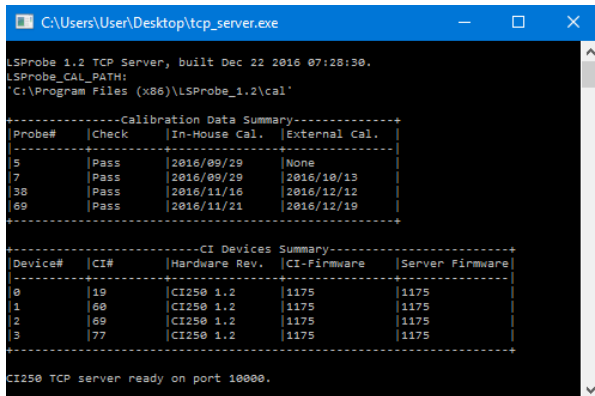 C:\Users\User\Desktop\tcp_server.exe
LSProbe 1.2 TCP Server, built Dec 22 2016 07:28:30.
LSProbe_CAL_PATH:
'C:\Program Files (x86)\LSProbe_1.2\cal'
+---------------Calibration Data Summary--------------+
|Probe# |Check |In-House Cal. |External Cal. |
|---------+---------+--------------+--------------|
|5 |Pass |2016/09/29 |None |
|7 |Pass |2016/09/29 |2016/10/13 |
|38 |Pass |2016/11/16 |2016/12/12 |
|69 |Pass |2016/11/21 |2016/12/19 |
+-----------------------------------------------------+
+-------------------------CI Devices Summary------------------------+
|Device# |CI# |Hardware Rev. |CI-Firmware |Server Firmware|
|---------+---------+--------------+--------------+---------------|
|0 |19 |CI250 1.2 |1175 |1175 |
|1 |60 |CI250 1.2 |1175 |1175 |
|2 |69 |CI250 1.2 |1175 |1175 |
|3 |77 |CI250 1.2 |1175 |1175 |
+-------------------------------------------------------------------+
CI250 TCP server ready on port 10000.